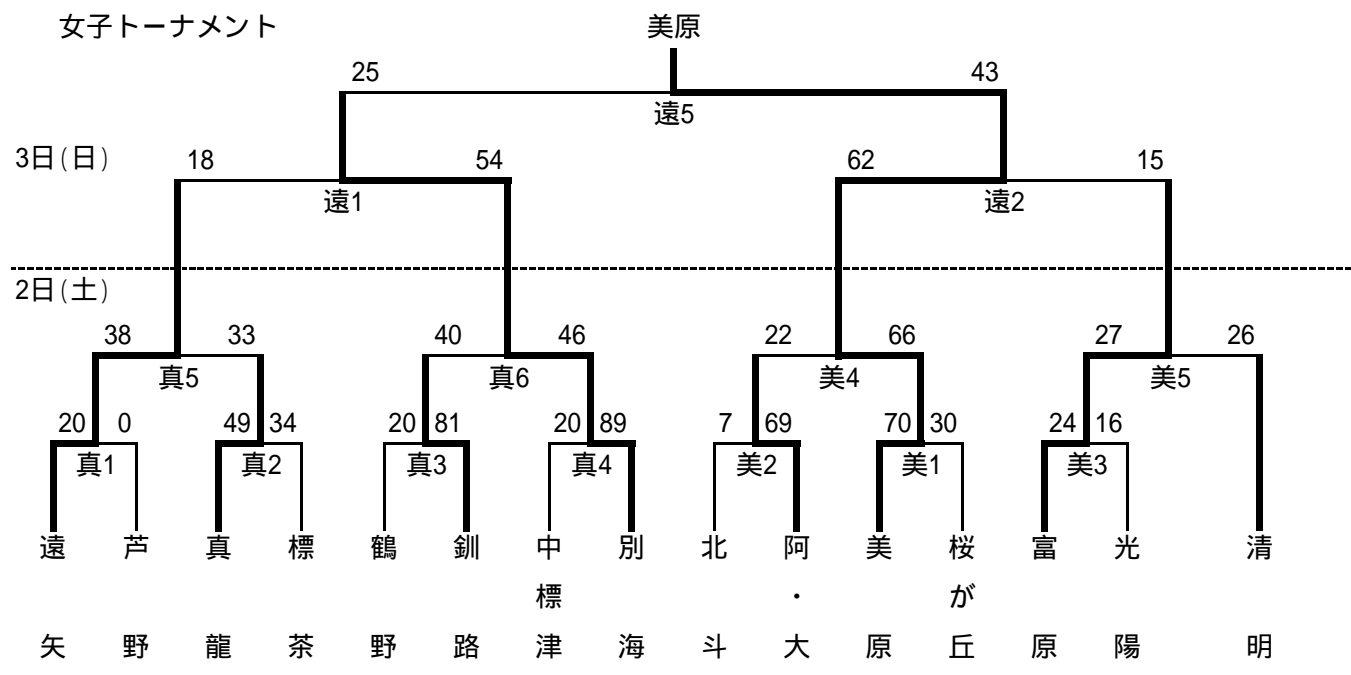 女子トーナメント 美原
25 43
遠5
3日(日) 18 54 62 15
遠1 遠2
2日(土)
38 33 40 46 22 66 27 26
真5 真6 美4 美5
20 0 49 34 20 81 20 89 7 69 70 30 24 16
真1 真2 真3 真4 美2 美1 美3
遠矢 芦野 真龍 標茶 鶴野 釧路 中標津 別海 北斗 阿・大 美原 桜が丘 富原 光陽 清明